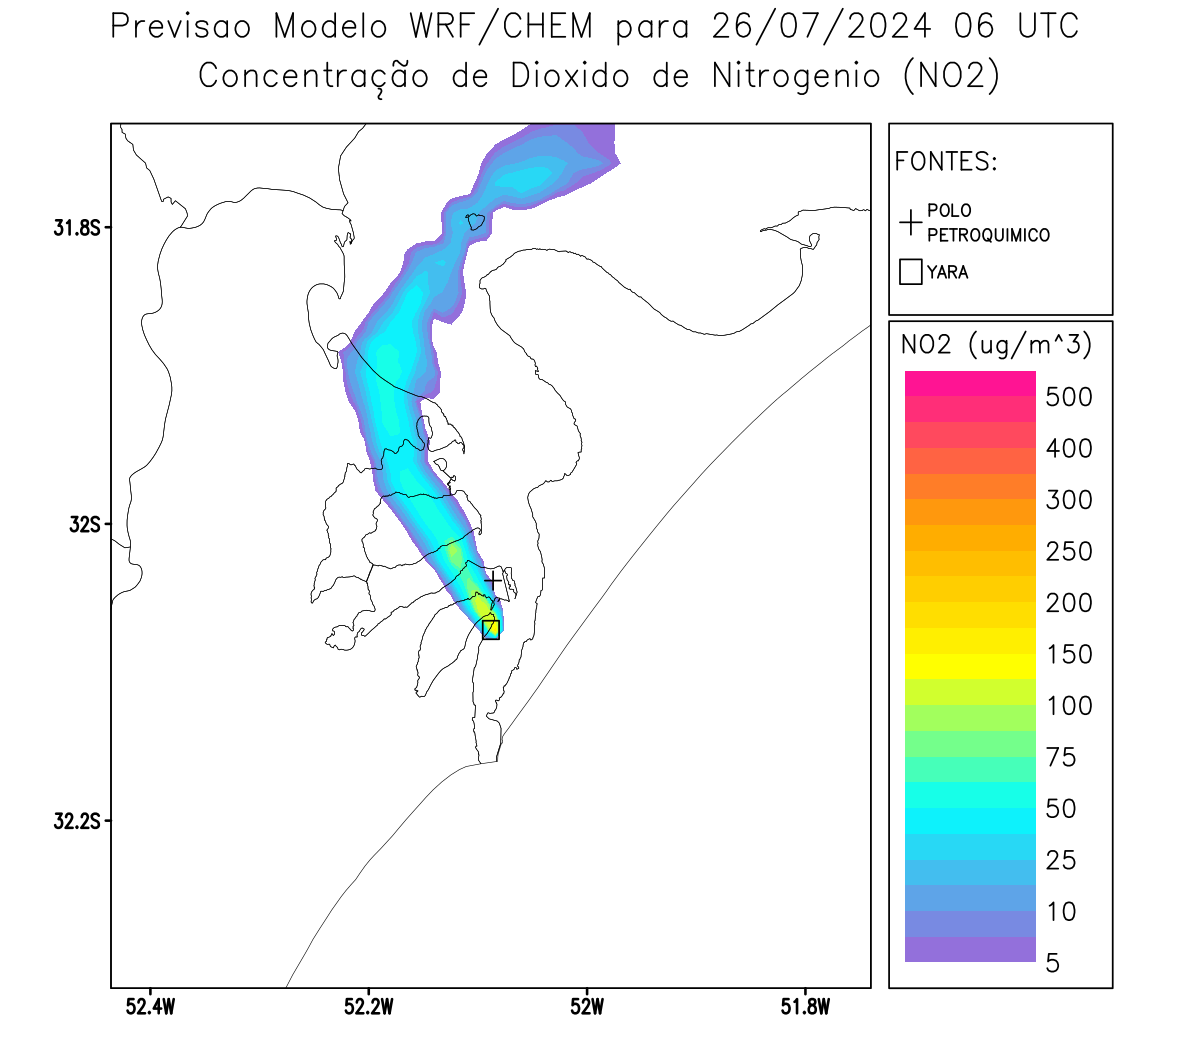 Previsao Modelo WRF/CHEM para 26/07/2024 06 UTC
Concentração de Dioxido de Nitrogenio (NO2)
FONTES:
POLO
PETROQUIMICO
YARA
31.8S
32S
32.2S
52.4W
52.2W
52W
51.8W
NO2 (ug/m^3)
500
400
300
250
200
150
100
75
50
25
10
5